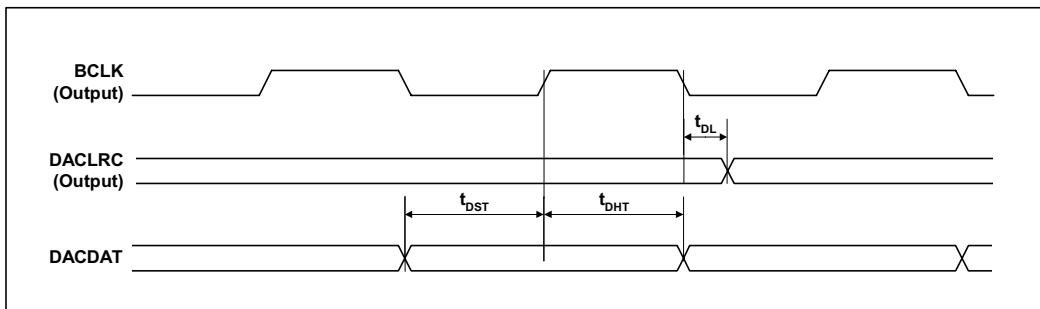 BCLK
(Output)
t_DL
DACLRC
(Output)
t_DST
t_DHT
DACDAT